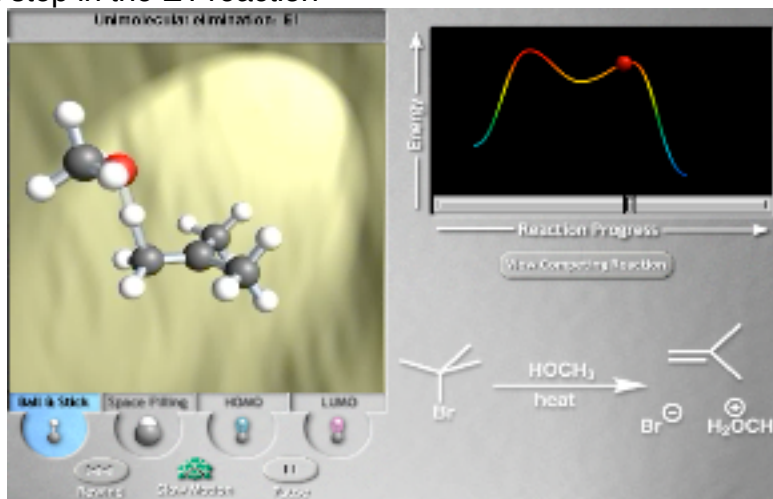 step in the E1 reaction
Unimolecular elimination: E1
Energy
Reaction Progress
View Competing Reaction
Br
HOCH₃
heat
Br⊖
H₂OCH
⊕
Ball & Stick
Space Filling
HOMO
LUMO
Rewind
Slow Motion
Pause